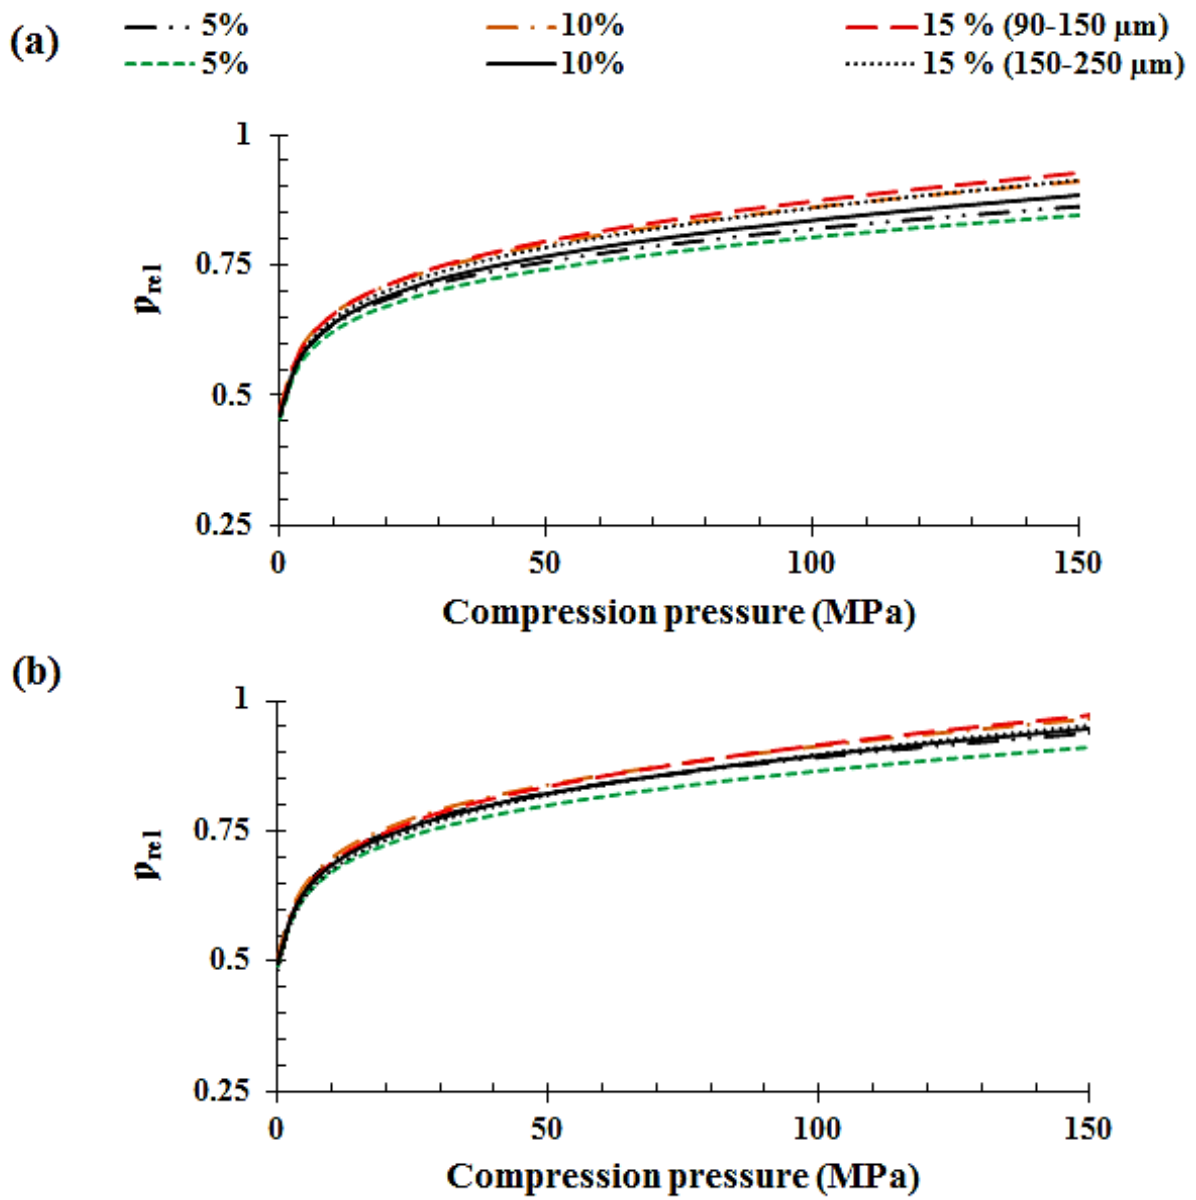 (a)
5% 10% 15 % (90-150 µm)
5% 10% 15 % (150-250 µm)
1
0.75
0.5
0.25
prel
0 50 100 150
Compression pressure (MPa)
(b)
1
0.75
0.5
0.25
prel
0 50 100 150
Compression pressure (MPa)